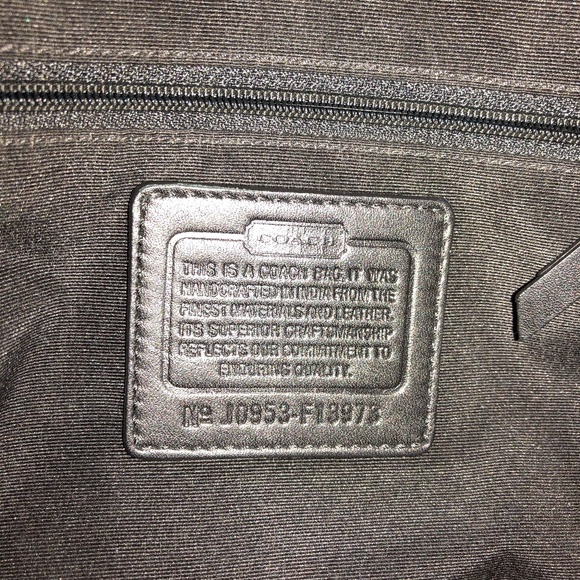 COACH
THIS IS A COACH BAG. IT WAS
HANDCRAFTED IN INDIA FROM THE
FINEST MATERIALS AND LEATHER.
ITS SUPERIOR CRAFTSMANSHIP
REFLECTS OUR COMMITMENT TO
ENDURING QUALITY.
No J0953-F13973